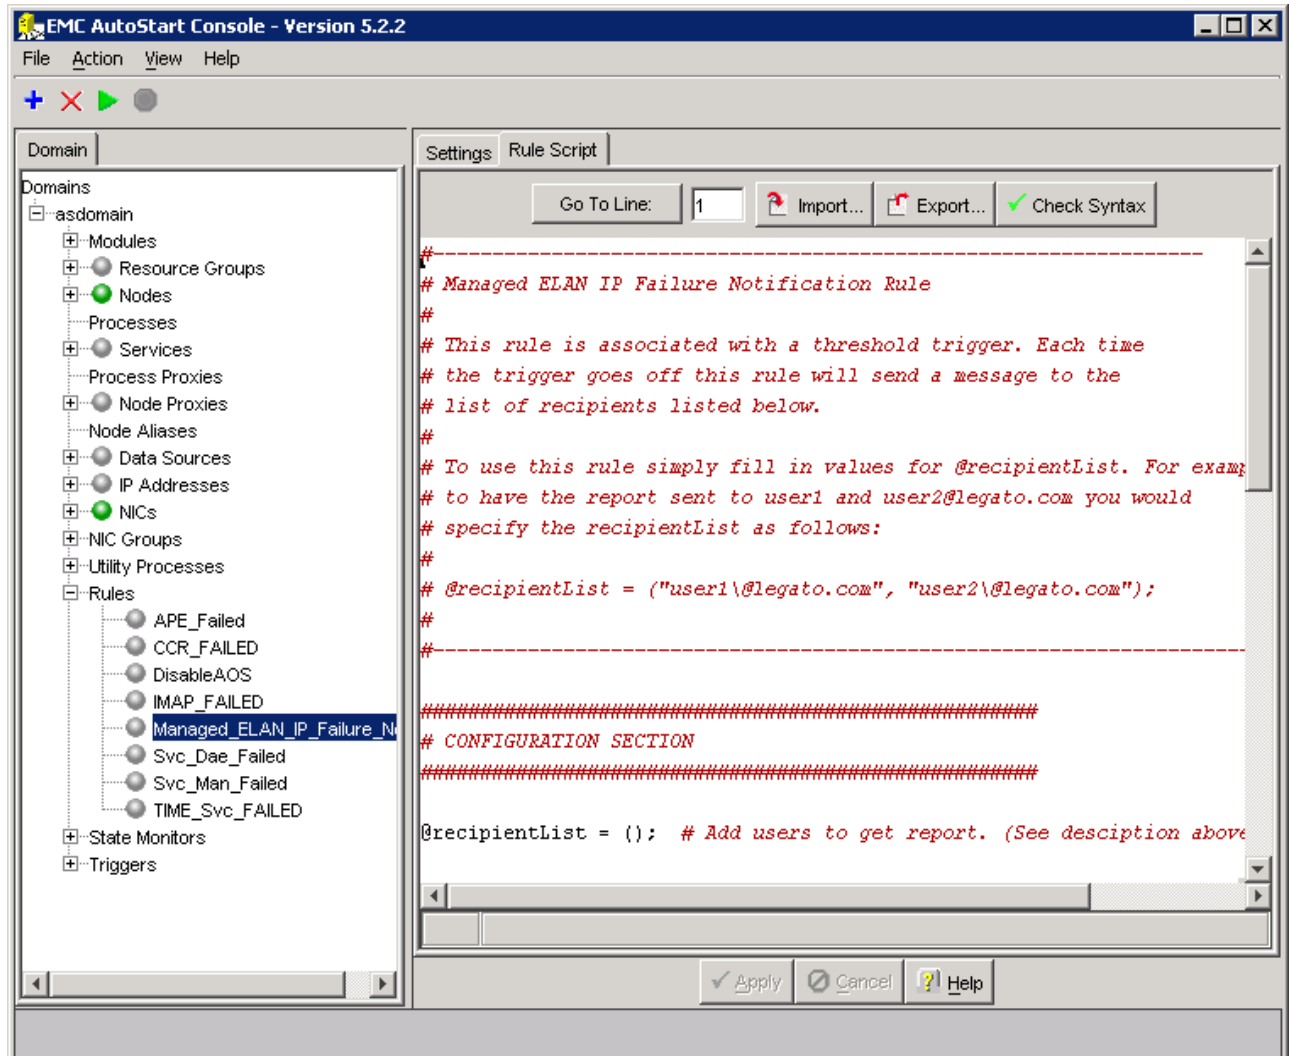 EMC AutoStart Console - Version 5.2.2
File Action View Help
Domain
Domains
asdomain
Modules
Resource Groups
Nodes
Processes
Services
Process Proxies
Node Proxies
Node Aliases
Data Sources
IP Addresses
NICs
NIC Groups
Utility Processes
Rules
APE_Failed
CCR_FAILED
DisableAOS
IMAP_FAILED
Managed_ELAN_IP_Failure_N
Svc_Dae_Failed
Svc_Man_Failed
TIME_Svc_FAILED
State Monitors
Triggers
Settings Rule Script
Go To Line: 1 Import... Export... Check Syntax
#----------------------------------------------------------------
# Managed ELAN IP Failure Notification Rule
#
# This rule is associated with a threshold trigger. Each time
# the trigger goes off this rule will send a message to the
# list of recipients listed below.
#
# To use this rule simply fill in values for @recipientList. For examp
# to have the report sent to user1 and user2@legato.com you would
# specify the recipientList as follows:
#
# @recipientList = ("user1\@legato.com", "user2\@legato.com");
#
#--------------------------------------------------------------------
####################################################
# CONFIGURATION SECTION
####################################################
@recipientList = (); # Add users to get report. (See desciption above
Apply Cancel Help